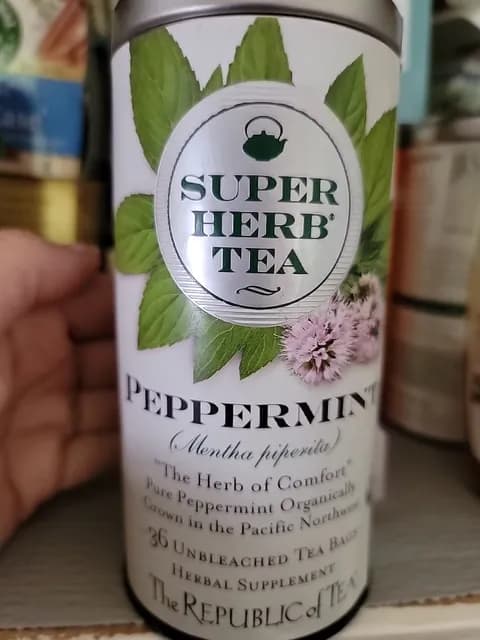 SUPER
HERB®
TEA
PEPPERMINT
(Mentha piperita)
"The Herb of Comfort"
Pure Peppermint Organically
Grown in the Pacific Northwest
36 UNBLEACHED TEA BAGS
HERBAL SUPPLEMENT
The REPUBLIC of TEA